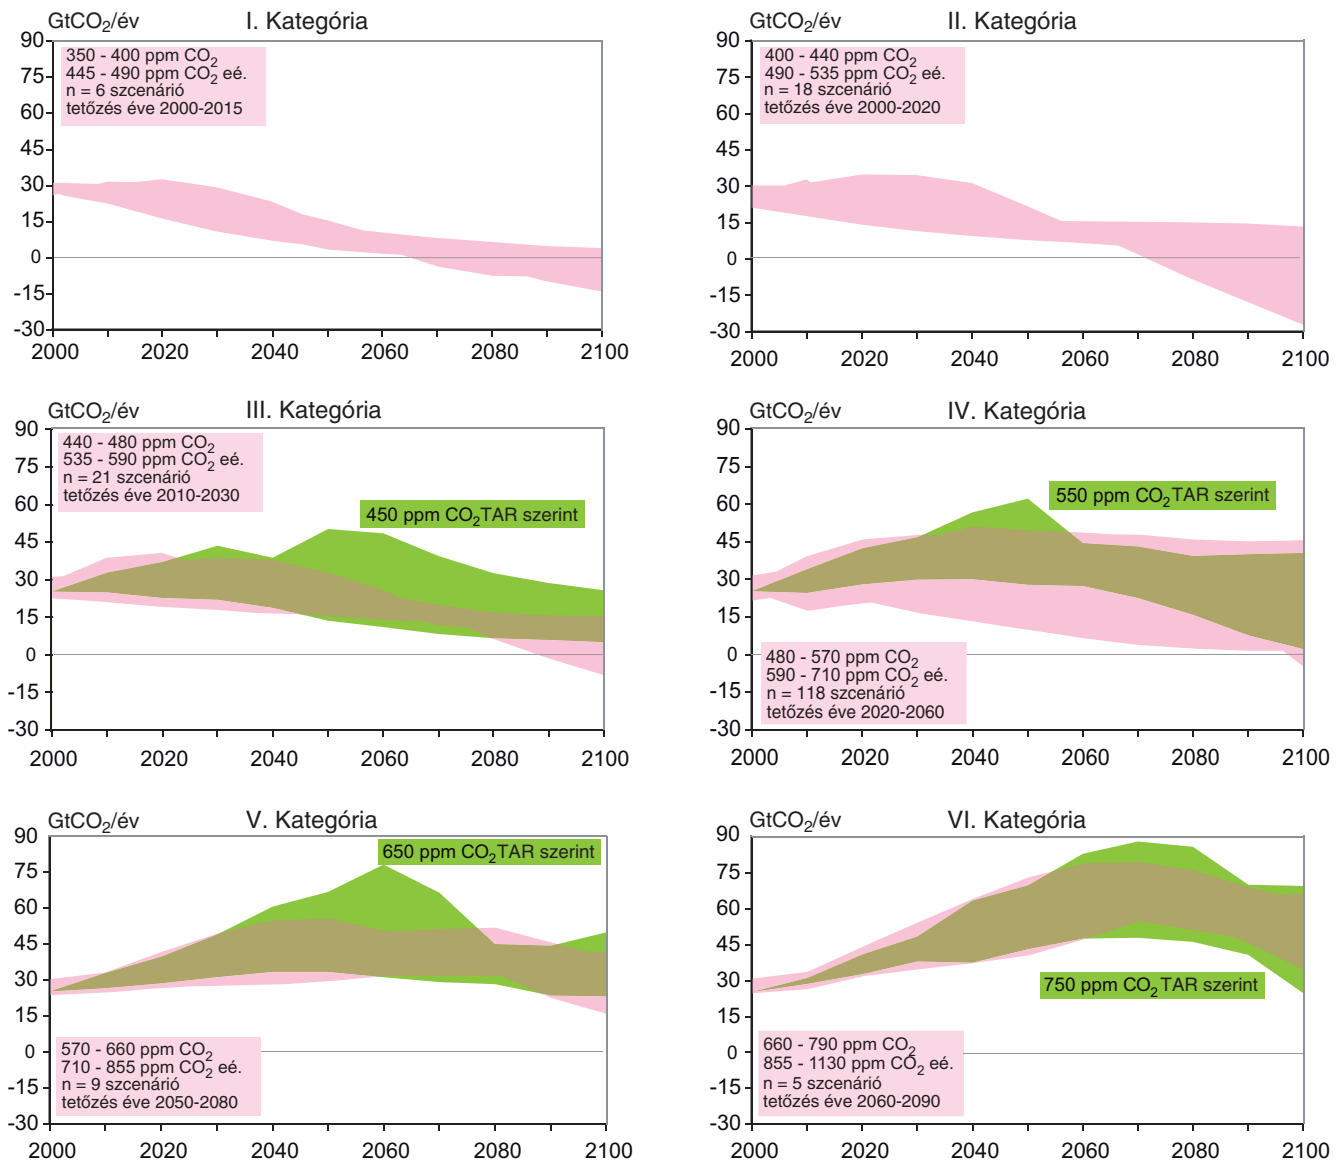 GtCO2/év
I. Kategória
90
75
60
45
30
15
0
-15
-30
350 - 400 ppm CO2
445 - 490 ppm CO2 eé.
n = 6 szcenárió
tetőzés éve 2000-2015
2000 2020 2040 2060 2080 2100
GtCO2/év
II. Kategória
90
75
60
45
30
15
0
-15
-30
400 - 440 ppm CO2
490 - 535 ppm CO2 eé.
n = 18 szcenárió
tetőzés éve 2000-2020
2000 2020 2040 2060 2080 2100
GtCO2/év
III. Kategória
90
75
60
45
30
15
0
-15
-30
440 - 480 ppm CO2
535 - 590 ppm CO2 eé.
n = 21 szcenárió
tetőzés éve 2010-2030
450 ppm CO2TAR szerint
2000 2020 2040 2060 2080 2100
GtCO2/év
IV. Kategória
90
75
60
45
30
15
0
-15
-30
550 ppm CO2TAR szerint
480 - 570 ppm CO2
590 - 710 ppm CO2 eé.
n = 118 szcenárió
tetőzés éve 2020-2060
2000 2020 2040 2060 2080 2100
GtCO2/év
V. Kategória
90
75
60
45
30
15
0
-15
-30
650 ppm CO2TAR szerint
570 - 660 ppm CO2
710 - 855 ppm CO2 eé.
n = 9 szcenárió
tetőzés éve 2050-2080
2000 2020 2040 2060 2080 2100
GtCO2/év
VI. Kategória
90
75
60
45
30
15
0
-15
-30
750 ppm CO2TAR szerint
660 - 790 ppm CO2
855 - 1130 ppm CO2 eé.
n = 5 szcenárió
tetőzés éve 2060-2090
2000 2020 2040 2060 2080 2100